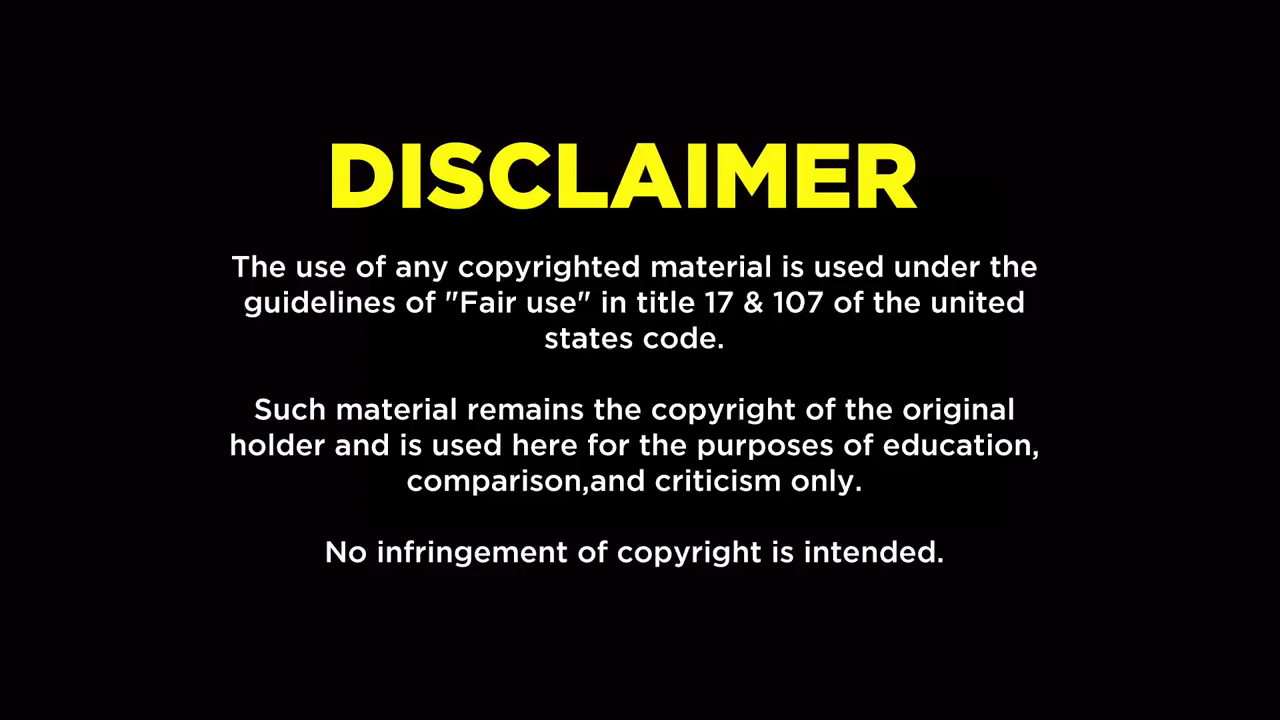 DISCLAIMER
The use of any copyrighted material is used under the
guidelines of "Fair use" in title 17 & 107 of the united
states code.
Such material remains the copyright of the original
holder and is used here for the purposes of education,
comparison,and criticism only.
No infringement of copyright is intended.